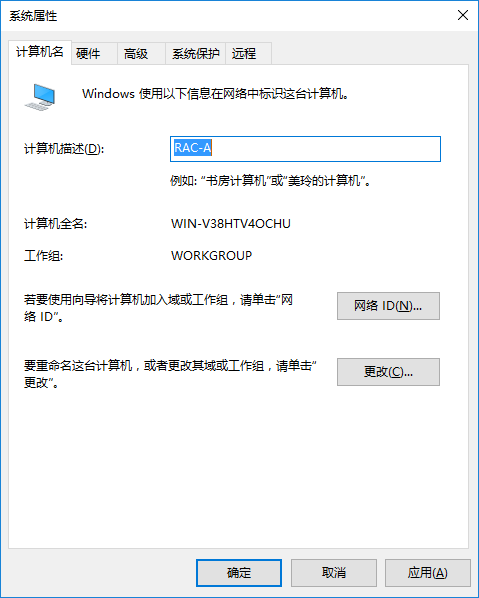 系统属性
计算机名 硬件 高级 系统保护 远程
Windows 使用以下信息在网络中标识这台计算机。
计算机描述(D): RAC-A
例如: “书房计算机”或“美玲的计算机”。
计算机全名: WIN-V38HTV4OCHU
工作组: WORKGROUP
若要使用向导将计算机加入域或工作组，请单击“网
络 ID”。
网络 ID(N)...
要重命名这台计算机，或者更改其域或工作组，请单击“
更改”。
更改(C)...
确定 取消 应用(A)